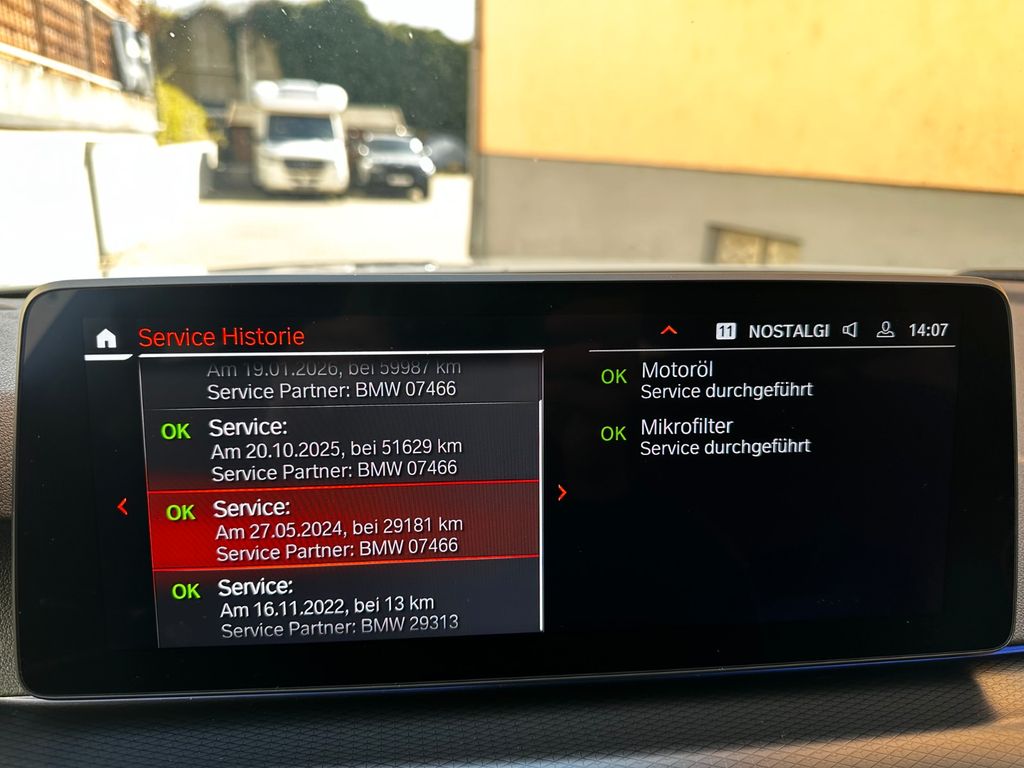 Service Historie
11 NOSTALGI 14:07
Am 19.01.2026, bei 59987 km
Service Partner: BMW 07466
OK Service:
Am 20.10.2025, bei 51629 km
Service Partner: BMW 07466
OK Service:
Am 27.05.2024, bei 29181 km
Service Partner: BMW 07466
OK Service:
Am 16.11.2022, bei 13 km
Service Partner: BMW 29313
OK Motoröl
Service durchgeführt
OK Mikrofilter
Service durchgeführt